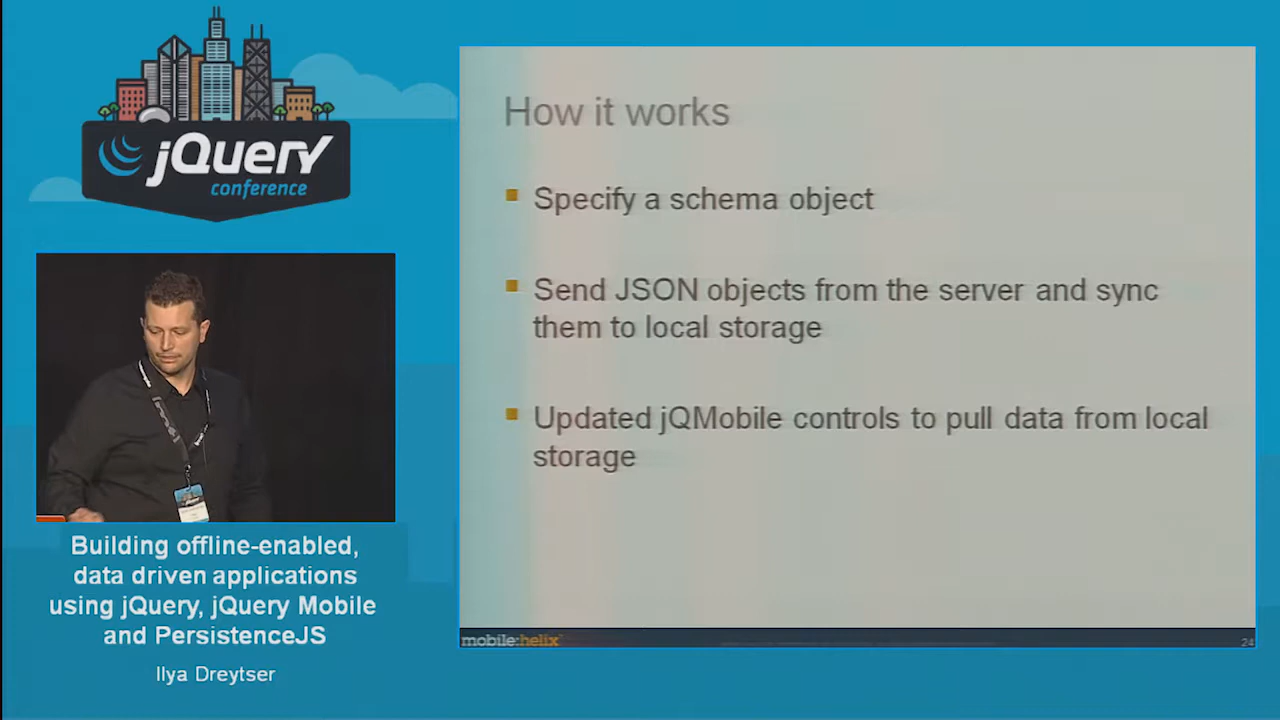 jQuery
conference
Building offline-enabled,
data driven applications
using jQuery, jQuery Mobile
and PersistenceJS
Ilya Dreytser
How it works
Specify a schema object
Send JSON objects from the server and sync
them to local storage
Updated jQMobile controls to pull data from local
storage
mobile:helix
24